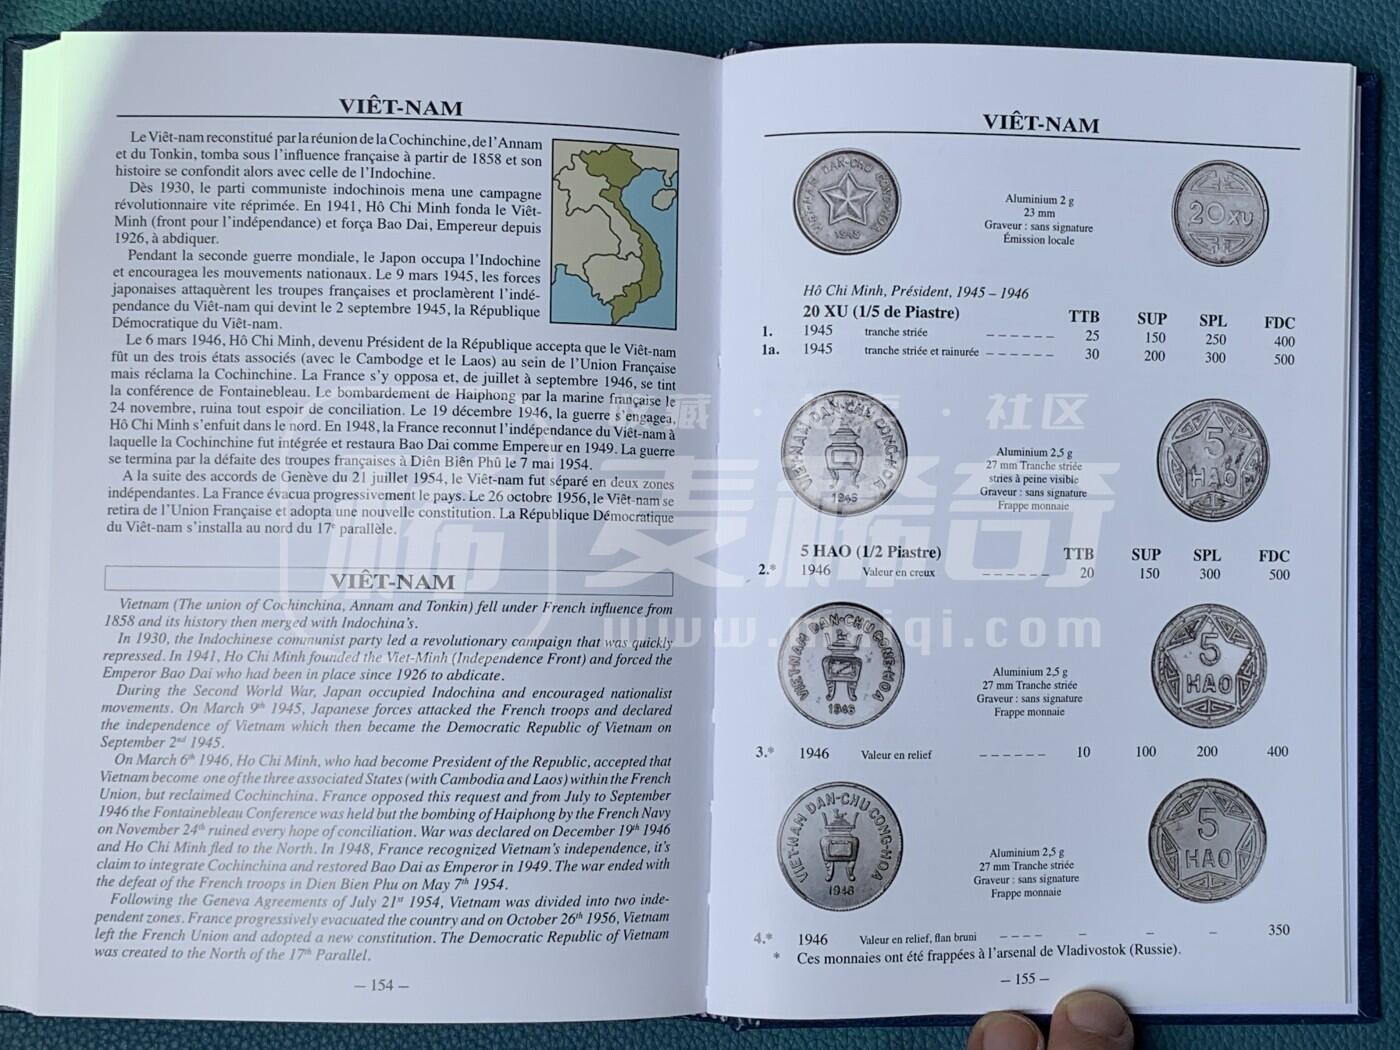 VIÊT-NAM
Le Viêt-nam reconstitué par la réunion de la Cochinchine, de l'Annam
et du Tonkin, tomba sous l'influence française à partir de 1858 et son
histoire se confondit alors avec celle de l'Indochine.
Dès 1930, le parti communiste indochinois mena une campagne
révolutionnaire vite réprimée. En 1941, Hô Chi Minh fonda le Viêt-
Minh (front pour l'indépendance) et força Bao Dai, Empereur depuis
1926, à abdiquer.
Pendant la seconde guerre mondiale, le Japon occupa l'Indochine
et encouragea les mouvements nationaux. Le 9 mars 1945, les forces
japonaises attaquèrent les troupes françaises et proclamèrent l'indé-
pendance du Viêt-nam qui devint le 2 septembre 1945, la République
Démocratique du Viêt-nam.
Le 6 mars 1946, Hô Chi Minh, devenu Président de la République accepta que le Viêt-nam
fût un des trois états associés (avec le Cambodge et le Laos) au sein de l'Union Française
mais réclama la Cochinchine. La France s'y opposa et, de juillet à septembre 1946, se tint
la conférence de Fontainebleau. Le bombardement de Haiphong par la marine française le
24 novembre, ruina tout espoir de conciliation. Le 19 décembre 1946, la guerre s'engagea,
Hô Chi Minh s'enfuit dans le nord. En 1948, la France reconnut l'indépendance du Viêt-nam à
laquelle la Cochinchine fut intégrée et restaura Bao Dai comme Empereur en 1949. La guerre
se termina par la défaite des troupes françaises à Diên Biên Phû le 7 mai 1954.
A la suite des accords de Genève du 21 juillet 1954, le Viêt-nam fut séparé en deux zones
indépendantes. La France évacua progressivement le pays. Le 26 octobre 1956, le Viêt-nam se
retira de l'Union Française et adopta une nouvelle constitution. La République Démocratique
du Viêt-nam s'installa au nord du 17e parallèle.
VIÊT-NAM
Vietnam (The union of Cochinchina, Annam and Tonkin) fell under French influence from
1858 and its history then merged with Indochina's.
In 1930, the Indochinese communist party led a revolutionary campaign that was quickly
repressed. In 1941, Ho Chi Minh founded the Viet-Minh (Independence Front) and forced the
Emperor Bao Dai who had been in place since 1926 to abdicate.
During the Second World War, Japan occupied Indochina and encouraged nationalist
movements. On March 9th 1945, Japanese forces attacked the French troops and declared
the independence of Vietnam which then became the Democratic Republic of Vietnam on
September 2nd 1945.
On March 6th 1946, Ho Chi Minh, who had become President of the Republic, accepted that
Vietnam become one of the three associated States (with Cambodia and Laos) within the French
Union, but reclaimed Cochinchina. France opposed this request and from July to September
1946 the Fontainebleau Conference was held but the bombing of Haiphong by the French Navy
on November 24th ruined every hope of conciliation. War was declared on December 19th 1946
and Ho Chi Minh fled to the North. In 1948, France recognized Vietnam's independence, it's
claim to integrate Cochinchina and restored Bao Dai as Emperor in 1949. The war ended with
the defeat of the French troops in Dien Bien Phu on May 7th 1954.
Following the Geneva Agreements of July 21st 1954, Vietnam was divided into two inde-
pendent zones. France progressively evacuated the country and on October 26th 1956, Vietnam
left the French Union and adopted a new constitution. The Democratic Republic of Vietnam
was created to the North of the 17th Parallel.
– 154 –
VIÊT-NAM
VIET-NAM DAN-CHU CONG-HOA
1945
Aluminium 2 g
23 mm
Graveur : sans signature
Émission locale
20 XU
Hô Chi Minh, Président, 1945 – 1946
20 XU (1/5 de Piastre) TTB SUP SPL FDC
1. 1945 tranche striée – – – – – – 25 150 250 400
1a. 1945 tranche striée et rainurée – – – – – – 30 200 300 500
VIET-NAM DAN-CHU CONG-HOA
1946
Aluminium 2,5 g
27 mm Tranche striée
stries à peine visible
Graveur : sans signature
Frappe monnaie
5
HAO
5 HAO (1/2 Piastre) TTB SUP SPL FDC
2.* 1946 Valeur en creux – – – – – – 20 150 300 500
VIET-NAM DAN-CHU CONG-HOA
1946
Aluminium 2,5 g
27 mm Tranche striée
Graveur : sans signature
Frappe monnaie
5
HAO
3.* 1946 Valeur en relief – – – – – – 10 100 200 400
VIET-NAM DAN-CHU CONG-HOA
1946
Aluminium 2,5 g
27 mm Tranche striée
Graveur : sans signature
Frappe monnaie
5
HAO
4.* 1946 Valeur en relief, flan bruni – – – – – – – 350
* Ces monnaies ont été frappées à l'arsenal de Vladivostok (Russie).
– 155 –
社区
稀
麦稀奇